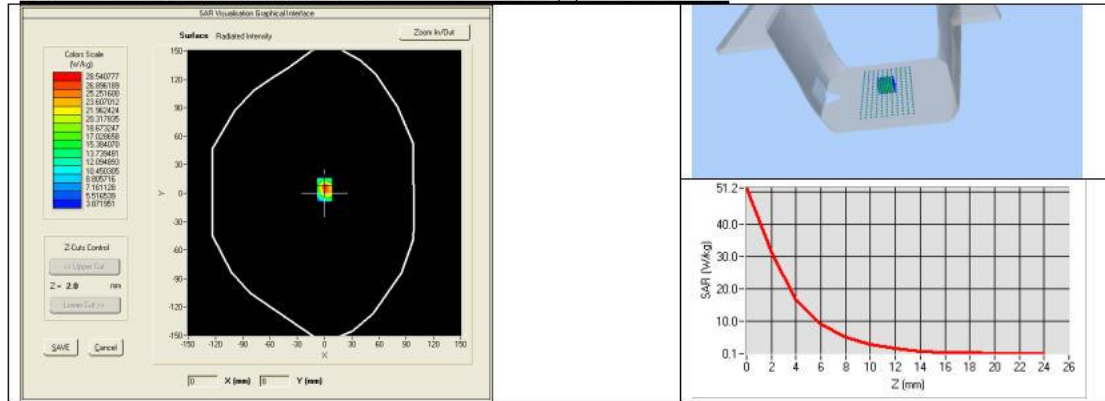 SAR Visualisation Graphical Interface
Surface Radiated Intensity
Zoom In/Out
Colors Scale
(W/kg)
28.540777
26.896189
25.251600
23.607012
21.962424
20.317835
18.673247
17.028658
15.384070
13.739481
12.094893
10.450305
8.805716
7.161128
5.516539
3.871951
Z-Cuts Control
<< Upper Cut
Z = 2.0 mm
Lower Cut >>
SAVE Cancel
150
120
90
60
30
0
-30
-60
-90
-120
-150
Y
-150 -120 -90 -60 -30 0 30 60 90 120 150
X
0 X (mm) 0 Y (mm)
51.2
40.0
30.0
20.0
10.0
0.1
SAR (W/kg)
0 2 4 6 8 10 12 14 16 18 20 22 24 26
Z (mm)